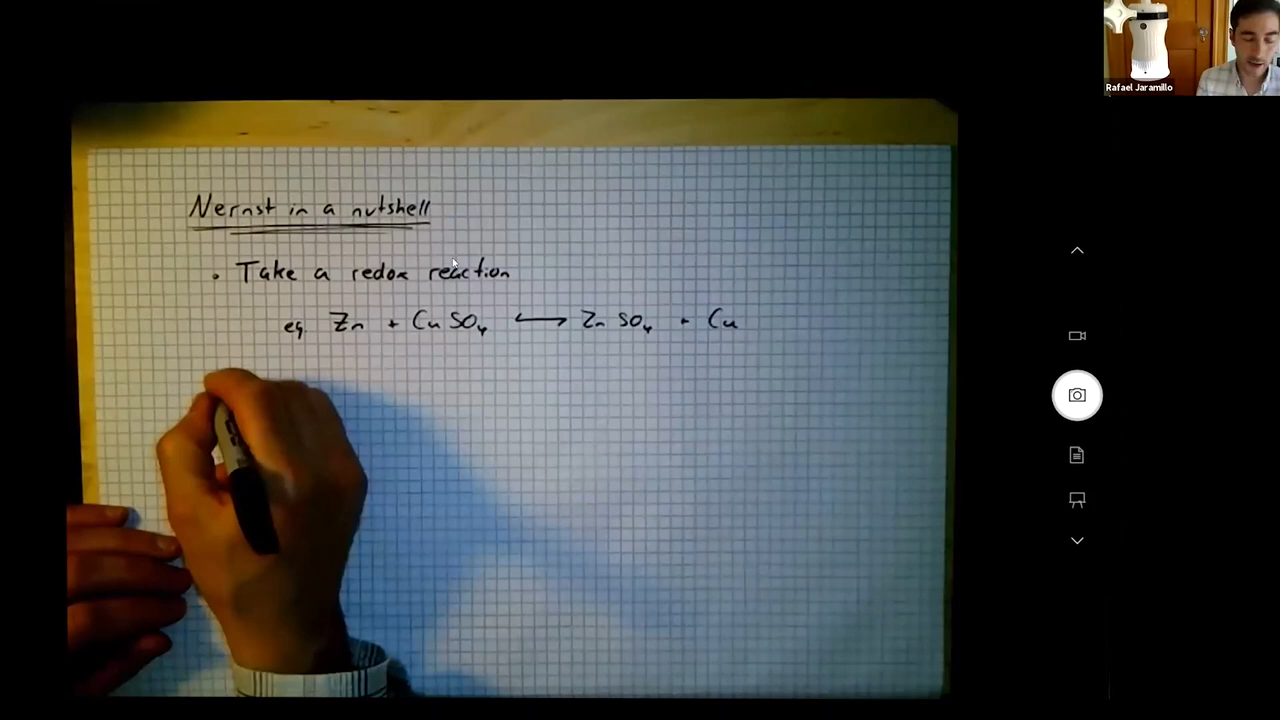 Rafael Jaramillo
Nernst in a nutshell
• Take a redox reaction
eg Zn + CuSO₄ ⟷ ZnSO₄ + Cu